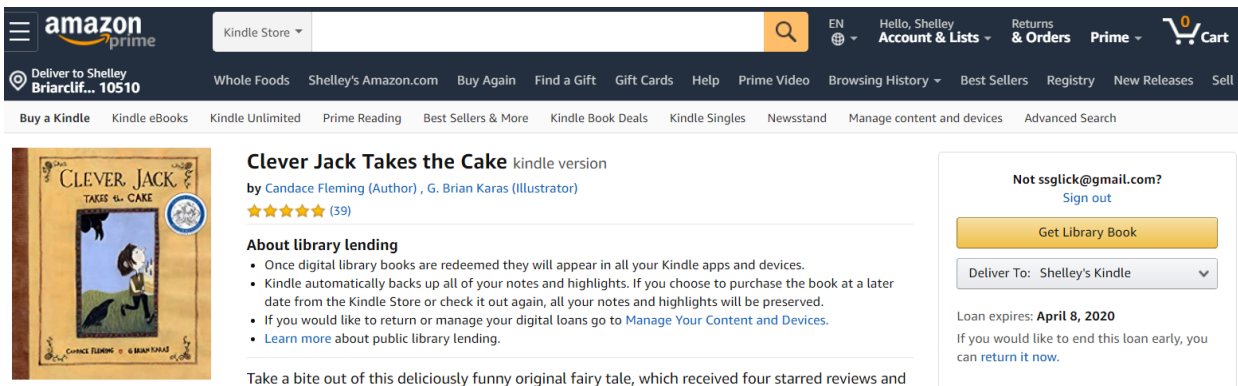 amazon
prime
Kindle Store
EN
Hello, Shelley
Account & Lists
Returns
& Orders
Prime
0
Cart
Deliver to Shelley
Briarclif... 10510
Whole Foods
Shelley's Amazon.com
Buy Again
Find a Gift
Gift Cards
Help
Prime Video
Browsing History
Best Sellers
Registry
New Releases
Sell
Buy a Kindle
Kindle eBooks
Kindle Unlimited
Prime Reading
Best Sellers & More
Kindle Book Deals
Kindle Singles
Newsstand
Manage content and devices
Advanced Search
CLEVER JACK
TAKES the CAKE
CANDACE FLEMING
G. BRIAN KARAS
Clever Jack Takes the Cake kindle version
by Candace Fleming (Author) , G. Brian Karas (Illustrator)
(39)
About library lending
• Once digital library books are redeemed they will appear in all your Kindle apps and devices.
• Kindle automatically backs up all of your notes and highlights. If you choose to purchase the book at a later
date from the Kindle Store or check it out again, all your notes and highlights will be preserved.
• If you would like to return or manage your digital loans go to Manage Your Content and Devices.
• Learn more about public library lending.
Take a bite out of this deliciously funny original fairy tale, which received four starred reviews and
Not ssglick@gmail.com?
Sign out
Get Library Book
Deliver To: Shelley's Kindle
Loan expires: April 8, 2020
If you would like to end this loan early, you
can return it now.